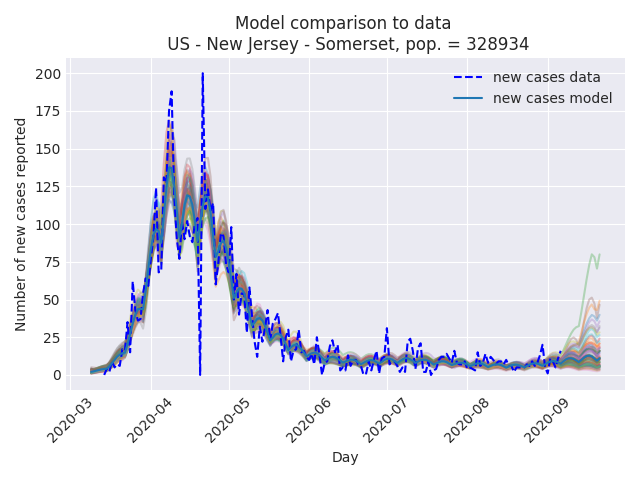 Model comparison to data
US - New Jersey - Somerset, pop. = 328934
new cases data
new cases model
Number of new cases reported
200
175
150
125
100
75
50
25
0
2020-03
2020-04
2020-05
2020-06
2020-07
2020-08
2020-09
Day